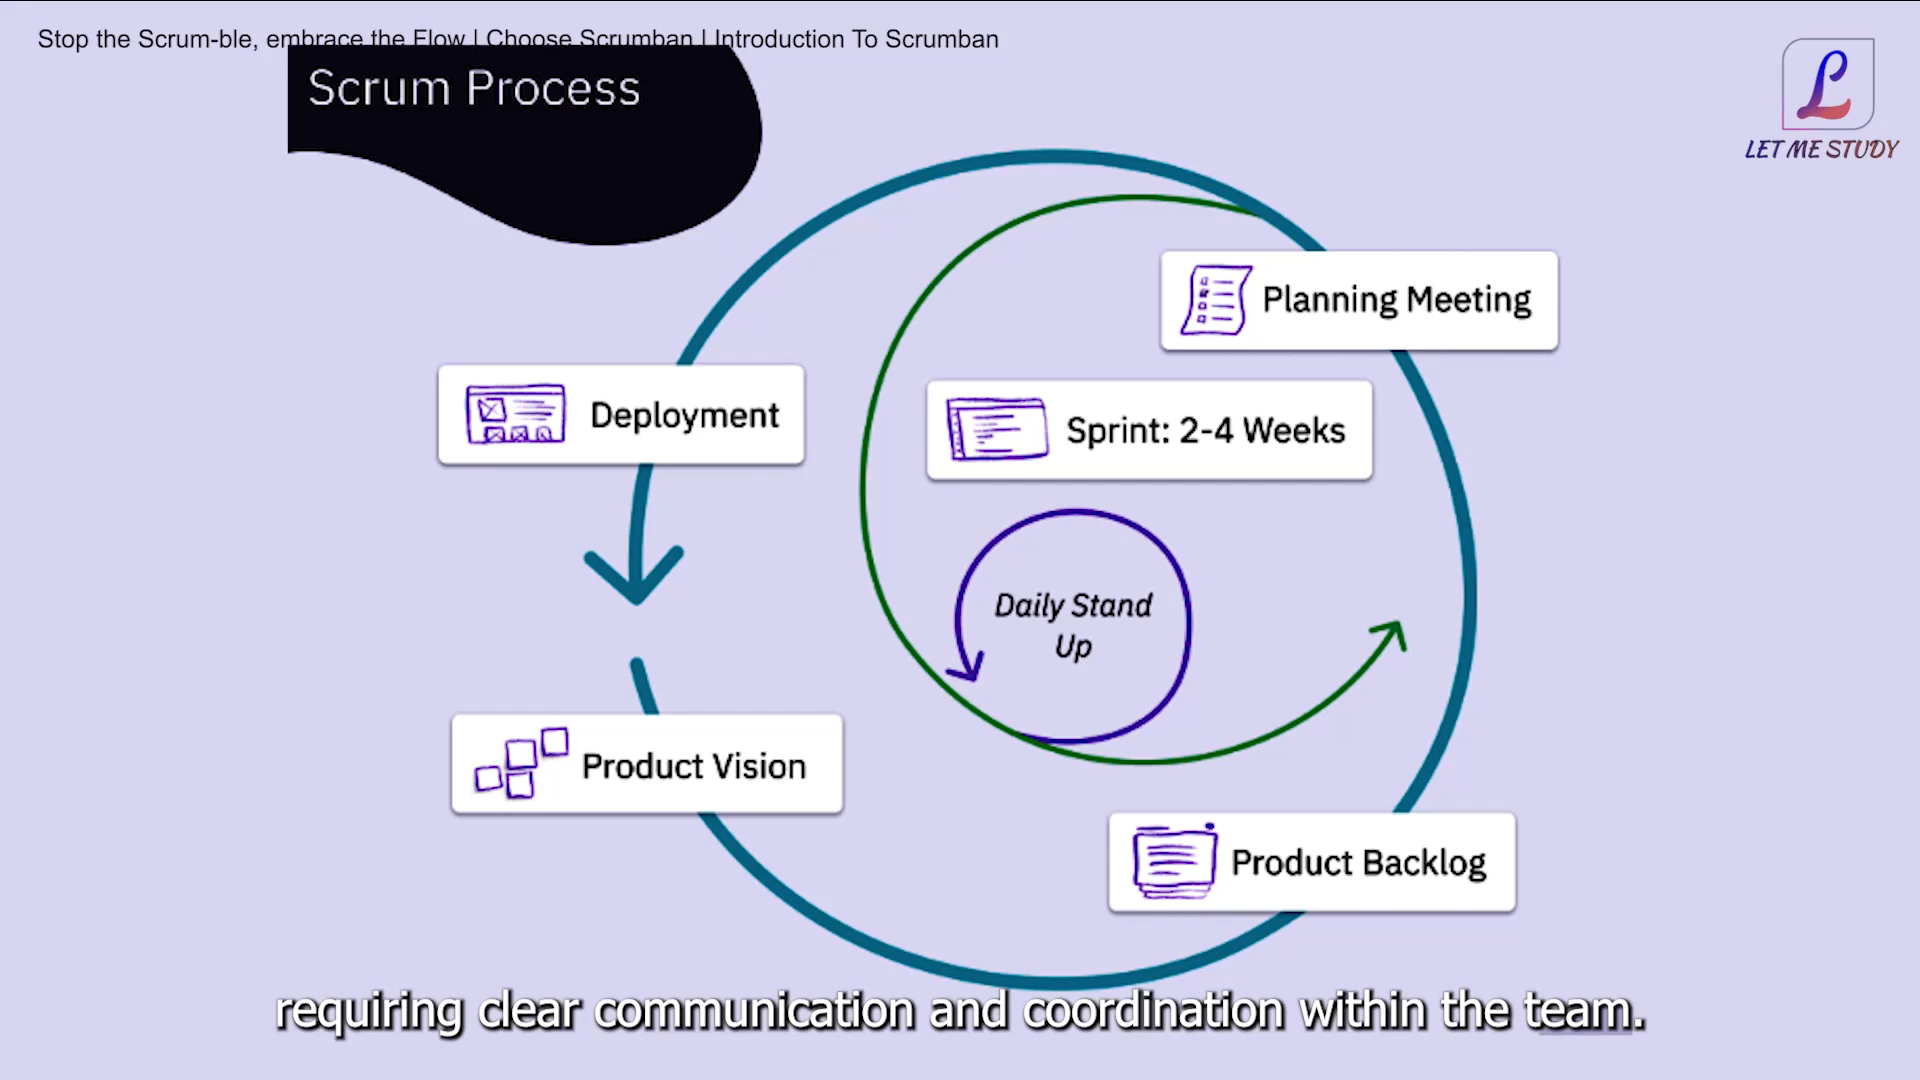 Stop the Scrum-ble, embrace the Flow | Choose Scrumban | Introduction To Scrumban
Scrum Process
L
LET ME STUDY
Planning Meeting
Deployment
Sprint: 2-4 Weeks
Daily Stand
Up
Product Vision
Product Backlog
requiring clear communication and coordination within the team.